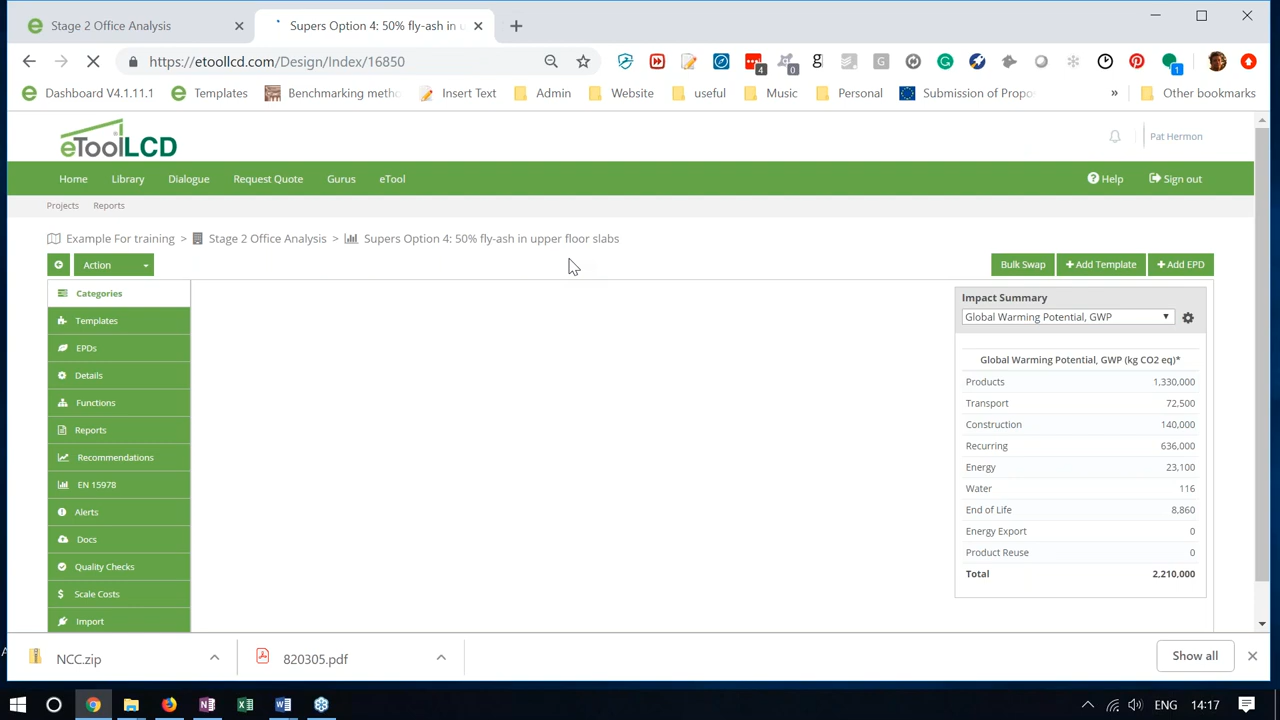 Stage 2 Office Analysis
Supers Option 4: 50% fly-ash in u
https://etoollcd.com/Design/Index/16850
4
0
g
G
1
Dashboard V4.1.11.1
Templates
Benchmarking metho
Insert Text
Admin
Website
useful
Music
Personal
Submission of Propo
»
Other bookmarks
eToolLCD
Pat Hermon
Home
Library
Dialogue
Request Quote
Gurus
eTool
Help
Sign out
Projects
Reports
Example For training > Stage 2 Office Analysis > Supers Option 4: 50% fly-ash in upper floor slabs
Action
Bulk Swap
+Add Template
+Add EPD
Categories
Templates
EPDs
Details
Functions
Reports
Recommendations
EN 15978
Alerts
Docs
Quality Checks
$ Scale Costs
Import
Impact Summary
Global Warming Potential, GWP
Global Warming Potential, GWP (kg CO2 eq)*
Products 1,330,000
Transport 72,500
Construction 140,000
Recurring 636,000
Energy 23,100
Water 116
End of Life 8,860
Energy Export 0
Product Reuse 0
Total 2,210,000
NCC.zip
820305.pdf
Show all
ENG
14:17